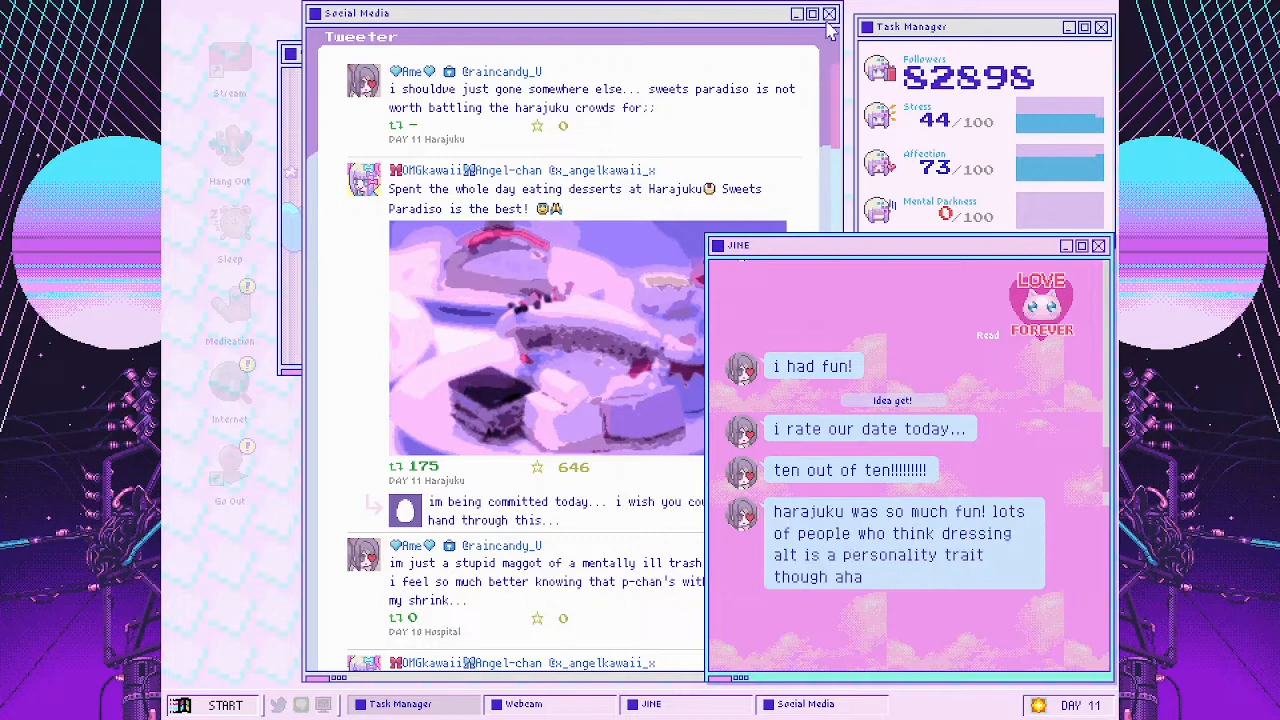 Social Media
Tweeter
Ame @raincandy_U
i shouldve just gone somewhere else... sweets paradiso is not
worth battling the harajuku crowds for;;
- 0
DAY 11 Harajuku
OMGkawaiiAngel-chan @x_angelkawaii_x
Spent the whole day eating desserts at Harajuku Sweets
Paradiso is the best!
175 646
DAY 11 Harajuku
im being committed today... i wish you cou
hand through this...
Ame @raincandy_U
im just a stupid maggot of a mentally ill trash
i feel so much better knowing that p-chan's wit
my shrink...
0 0
DAY 10 Hospital
OMGkawaiiAngel-chan @x_angelkawaii_x
Stream
Hang Out
Sleep
Medication
Internet
Go Out
Task Manager
Followers
82898
Stress
44/100
Affection
73/100
Mental Darkness
0/100
JINE
LOVE
FOREVER
Read
i had fun!
Idea get!
i rate our date today...
ten out of ten!!!!!!!!!
harajuku was so much fun! lots
of people who think dressing
alt is a personality trait
though aha
START
Task Manager
Webcam
JINE
Social Media
DAY 11